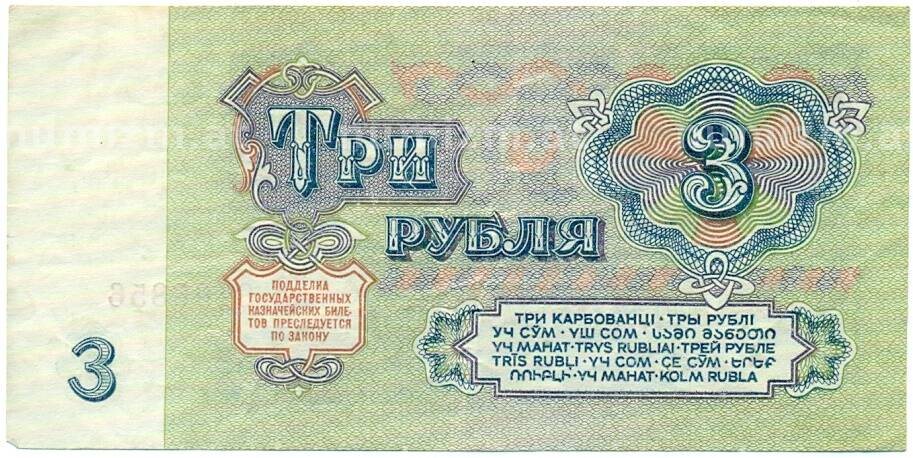 ТРИ
3
РУБЛЯ
ПОДДЕЛКА
ГОСУДАРСТВЕННЫХ
КАЗНАЧЕЙСКИХ БИЛЕ-
ТОВ ПРЕСЛЕДУЕТСЯ
ПО ЗАКОНУ
ТРИ КАРБОВАНЦІ · ТРЫ РУБЛІ
УЧ СЎМ · ҮШ СОМ · ᲡᲐᲛᲘ ᲛᲐᲜᲔᲗᲘ
ҮЧ МАНАТ · TRYS RUBLIAI · ТРЕЙ РУБЛЕ
TRĪS RUBĻI · ҮЧ СОМ · СЕ СӮМ · ԵՐԵՔ
ՌՈՒԲԼԻ · ҮЧ МАНАТ · KOLM RUBLA
3